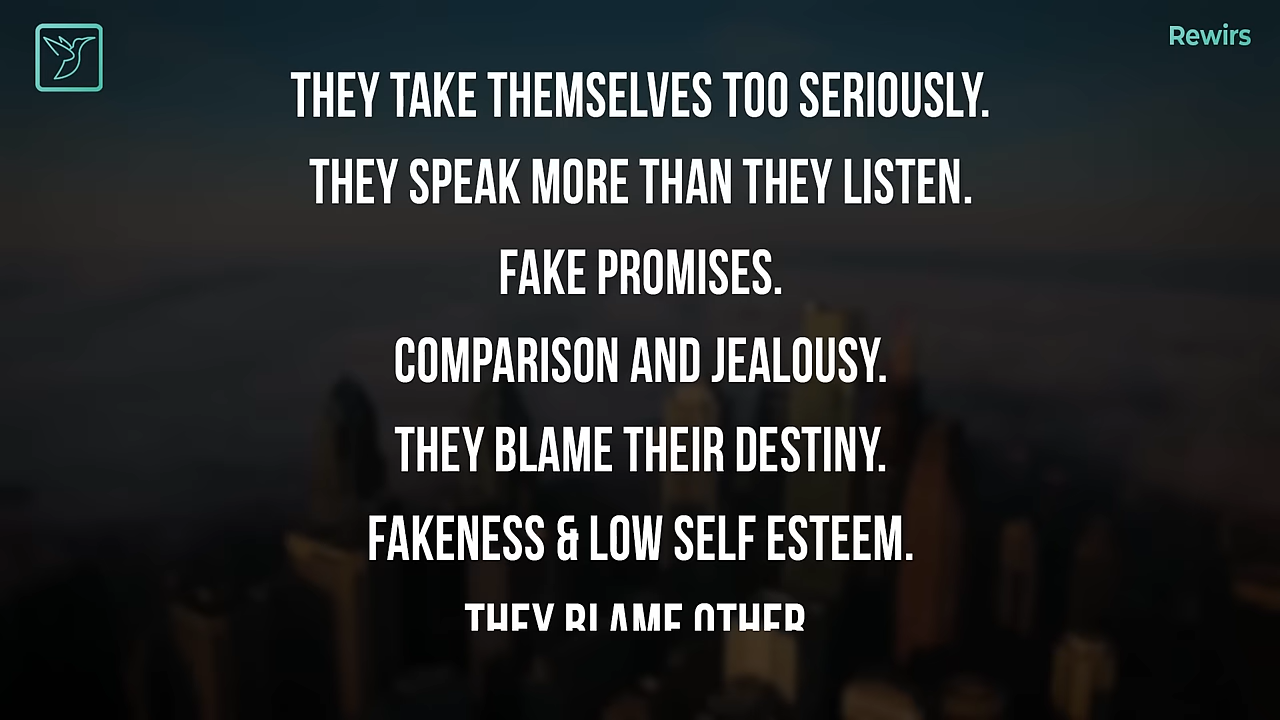 Rewirs
THEY TAKE THEMSELVES TOO SERIOUSLY.
THEY SPEAK MORE THAN THEY LISTEN.
FAKE PROMISES.
COMPARISON AND JEALOUSY.
THEY BLAME THEIR DESTINY.
FAKENESS & LOW SELF ESTEEM.
THEY BLAME OTHER